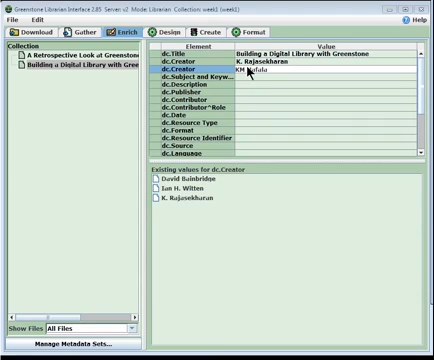 Greenstone Librarian Interface 2.85 Server v2 Mode: Librarian Collection: week1 (week1)
File Edit Help
Download Gather Enrich Design Create Format
Collection
A Retrospective Look at Greenston
Building a Digital Library with Gree
Element Value
dc.Title Building a Digital Library with Greenstone
dc.Creator K. Rajasekharan
dc.Creator KM
dc.Subject and Keyw...
dc.Description
dc.Publisher
dc.Contributor
dc.Contributor^Role
dc.Date
dc.Resource Type
dc.Format
dc.Resource Identifier
dc.Source
dc.Language
Existing values for dc.Creator
David Bainbridge
Ian H. Witten
K. Rajasekharan
Show Files All Files
Manage Metadata Sets...